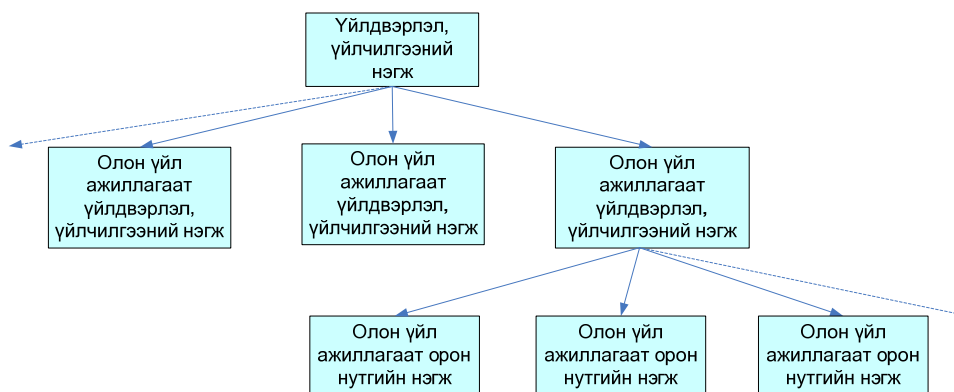 Үйлдвэрлэл,
үйлчилгээний
нэгж
Олон үйл
ажиллагаат
үйлдвэрлэл,
үйлчилгээний нэгж
Олон үйл
ажиллагаат
үйлдвэрлэл,
үйлчилгээний нэгж
Олон үйл
ажиллагаат
үйлдвэрлэл,
үйлчилгээний нэгж
Олон үйл
ажиллагаат орон
нутгийн нэгж
Олон үйл
ажиллагаат орон
нутгийн нэгж
Олон үйл
ажиллагаат орон
нутгийн нэгж